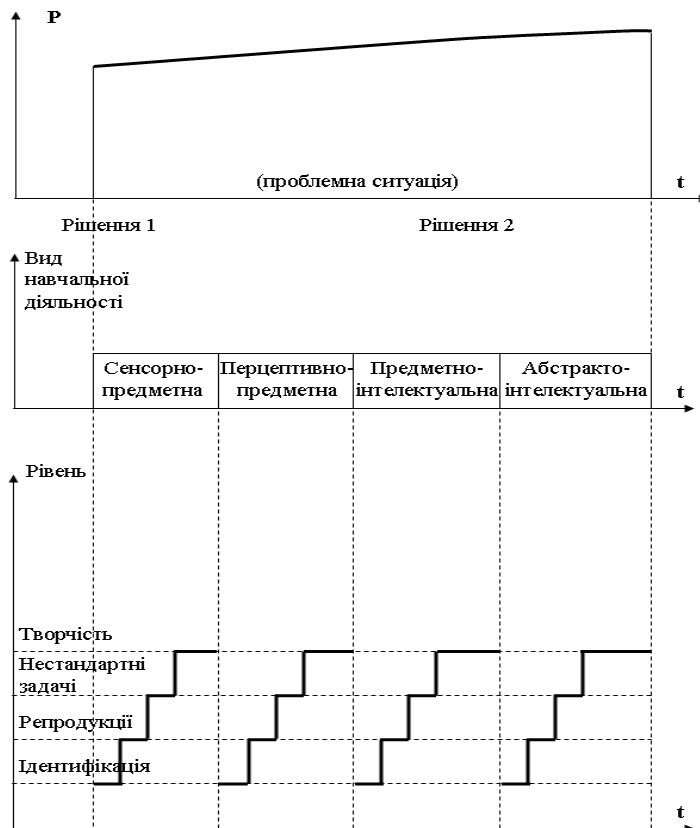 P
(проблемна ситуація)
t
Рішення 1
Рішення 2
Вид
навчальної
діяльності
Сенсорно-
предметна
Перцептивно-
предметна
Предметно-
інтелектуальна
Абстракто-
інтелектуальна
t
Рівень
Творчість
Нестандартні
задачі
Репродукції
Ідентифікація
t